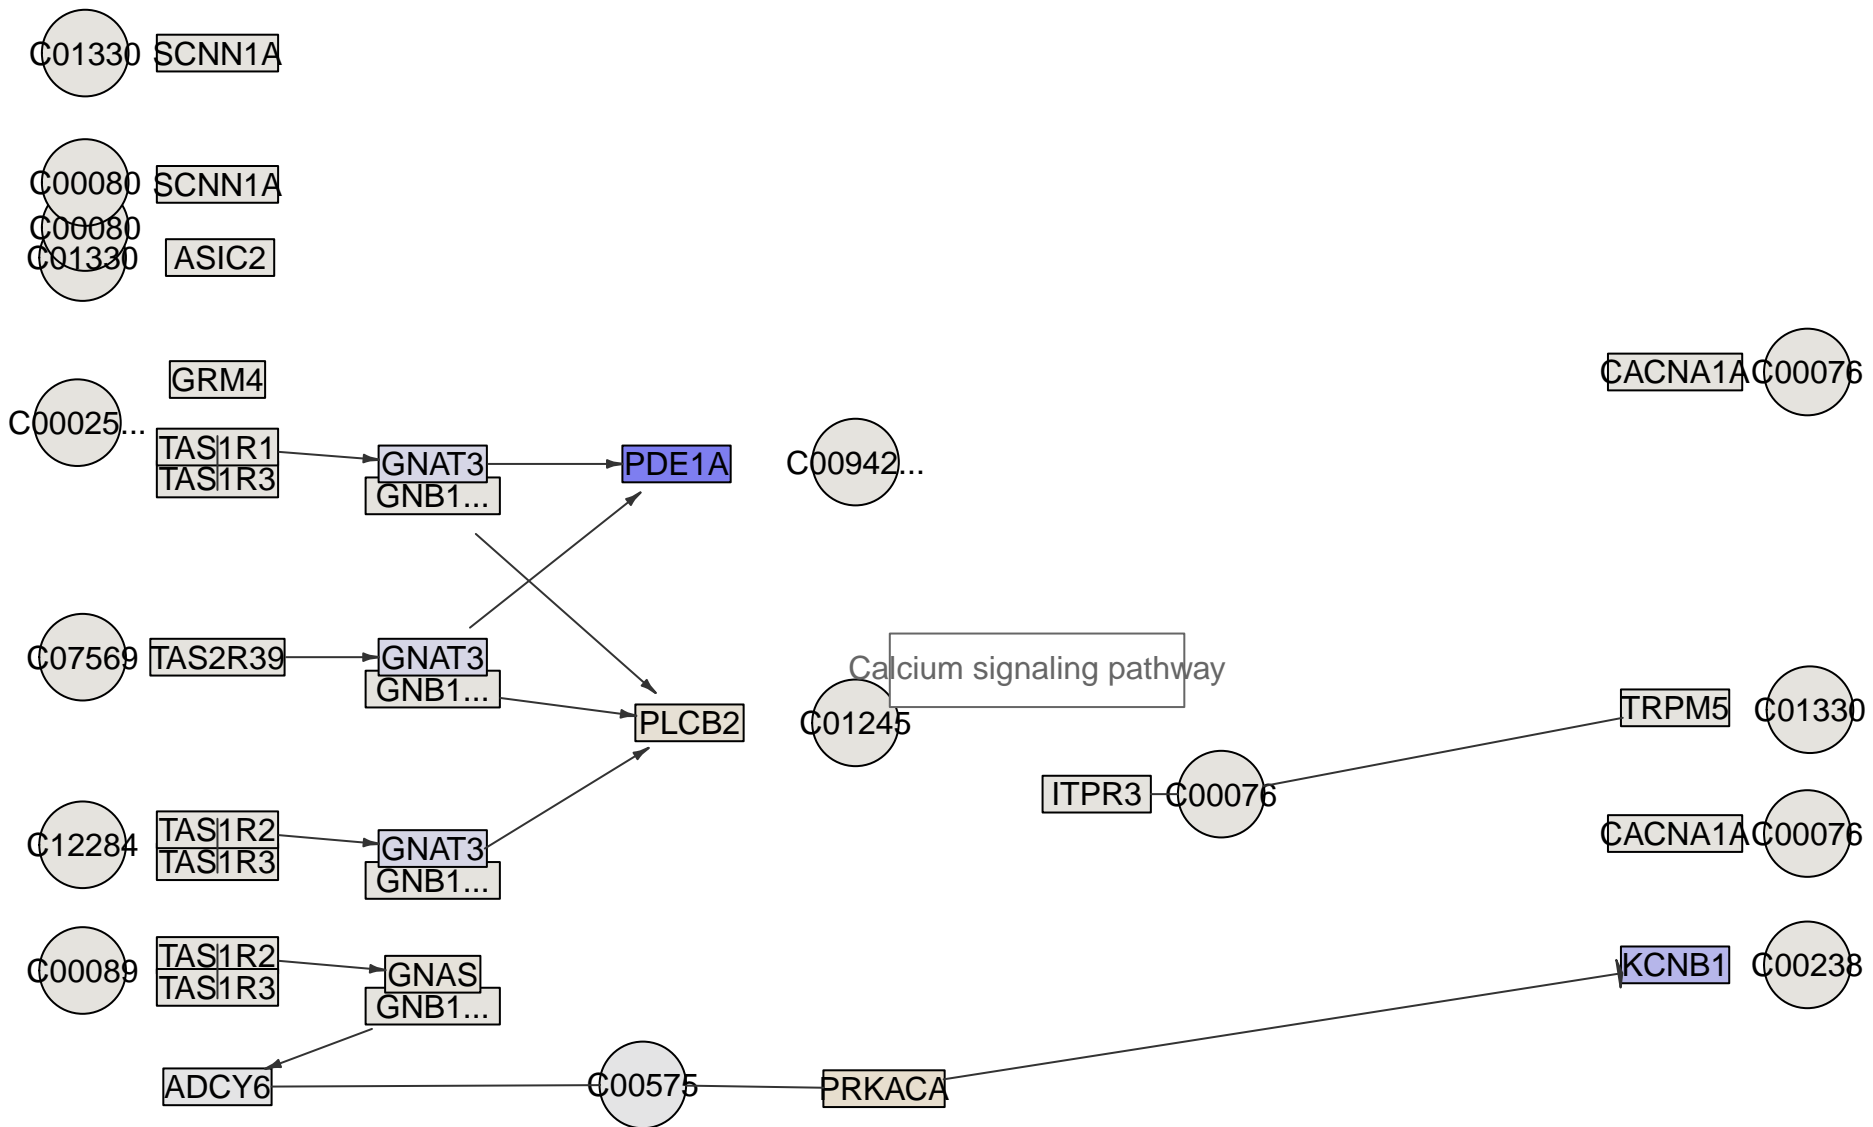 C01330 SCNN1A
C00080 SCNN1A
C00080
C01330 ASIC2
GRM4
CACNA1A C00076
C00025...
TAS1R1
GNAT3 PDE1A C00942...
TAS1R3
GNB1...
C07569 TAS2R39 GNAT3
Calcium signaling pathway
GNB1...
TRPM5 C01330
PLCB2 C01245
ITPR3 C00076
TAS1R2
CACNA1A C00076
C12284 GNAT3
TAS1R3
GNB1...
TAS1R2
KCNB1 C00238
C00089 GNAS
TAS1R3
GNB1...
ADCY6 C00575 PRKACA